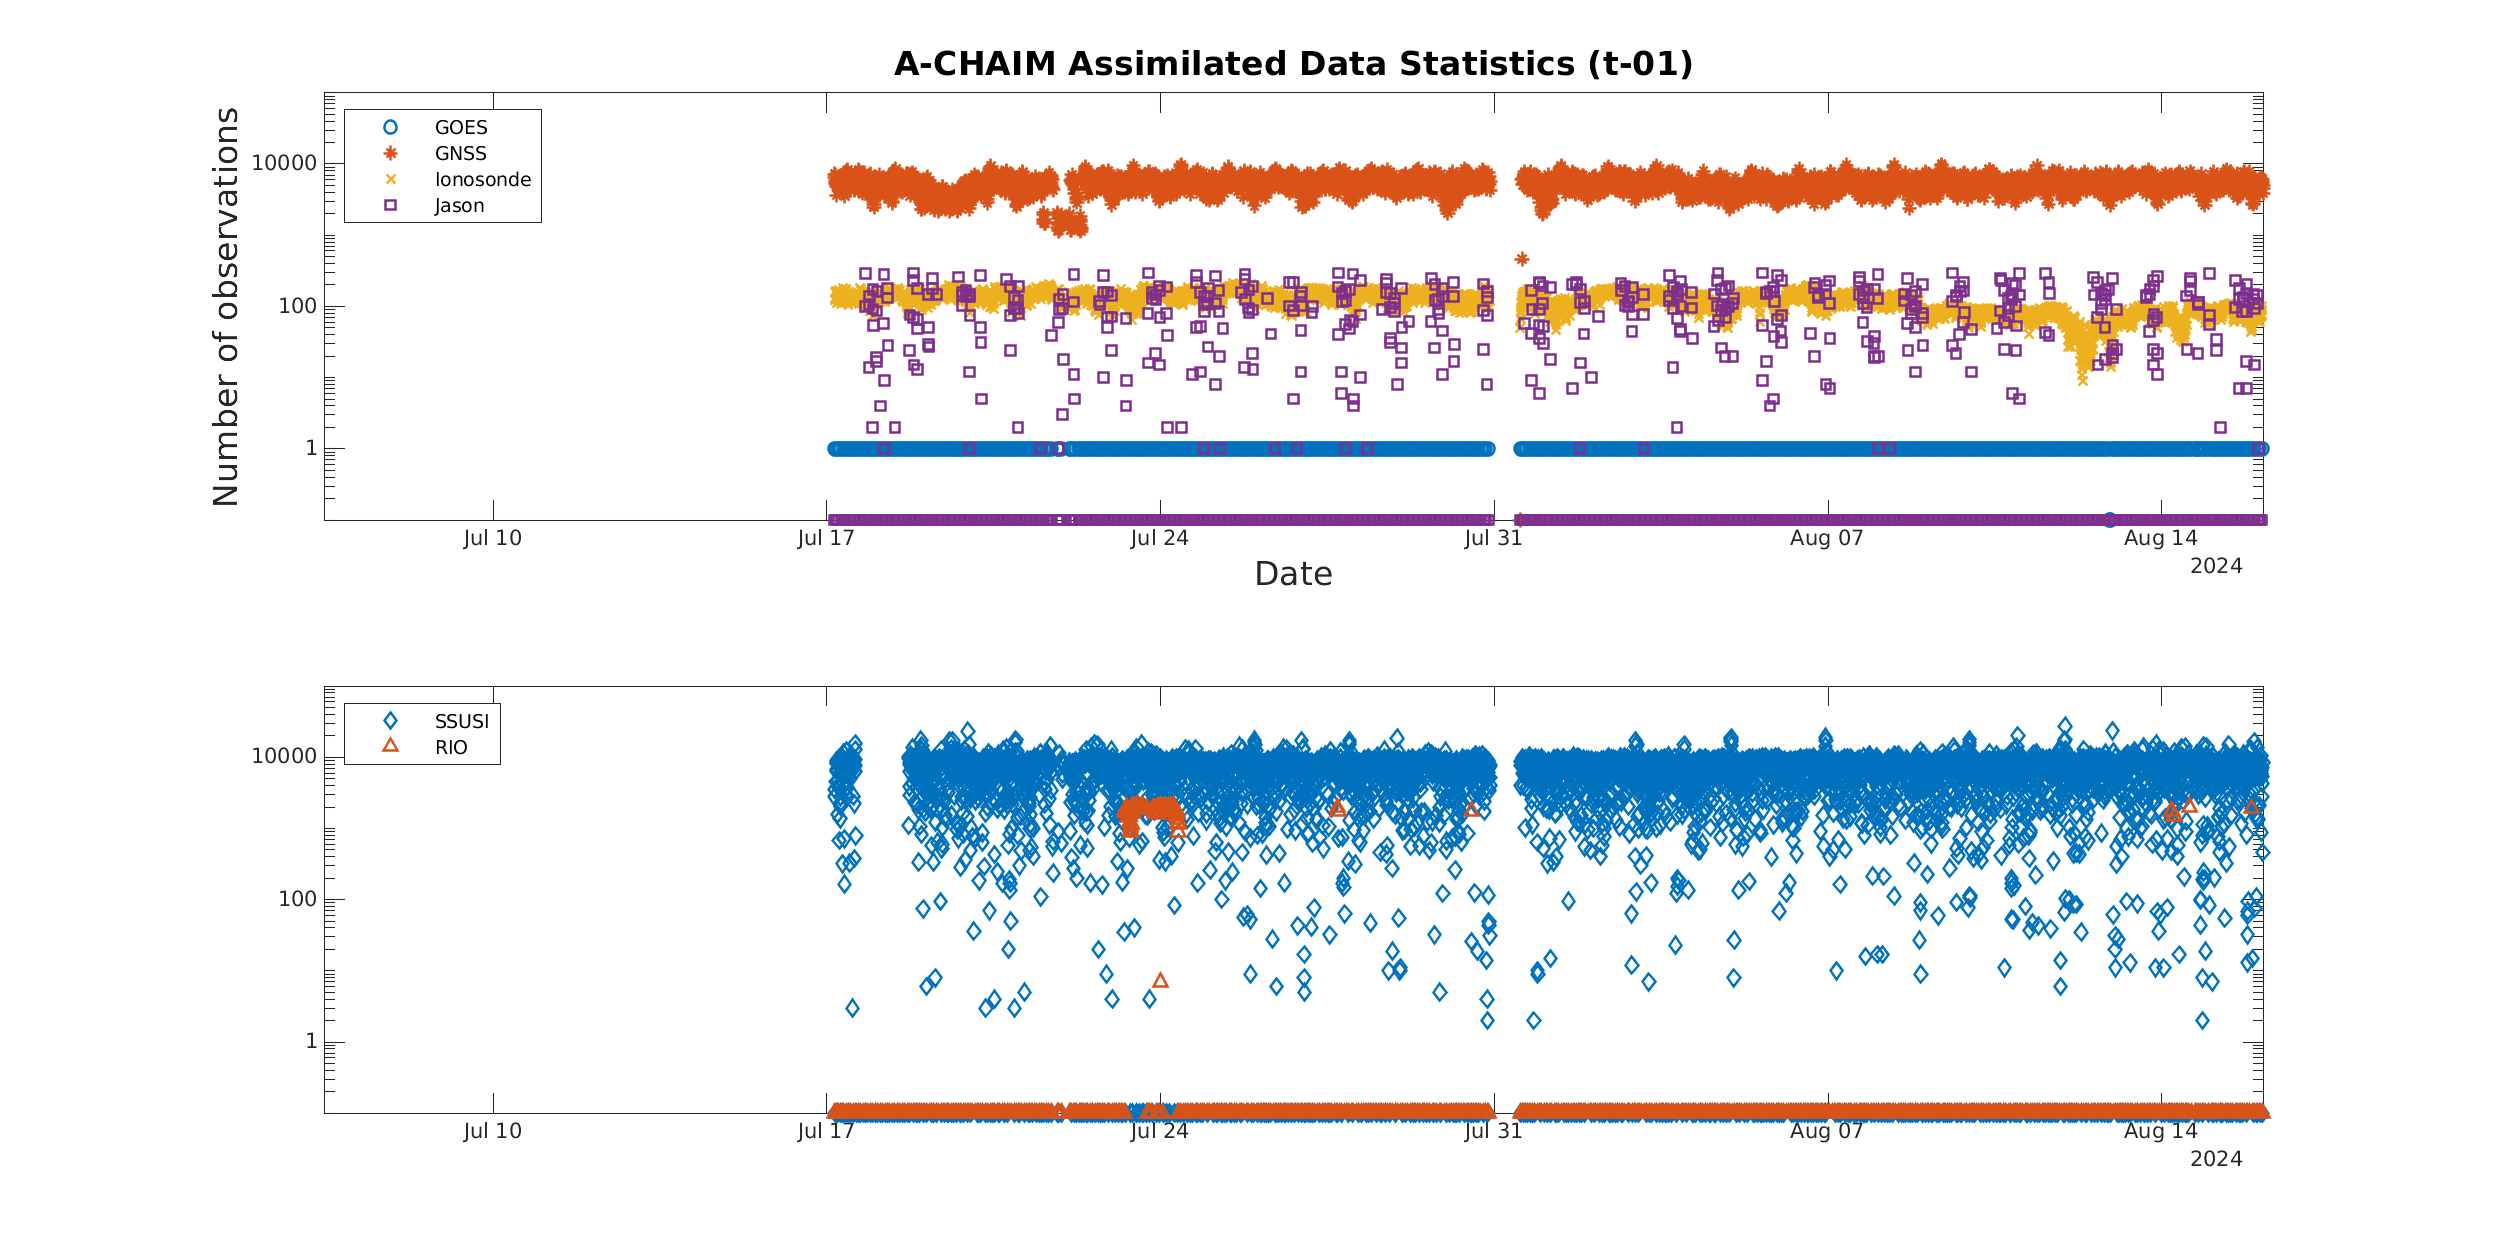 A-CHAIM Assimilated Data Statistics (t-01)
Number of observations
10000
100
1
GOES
GNSS
Ionosonde
Jason
Jul 10
Jul 17
Jul 24
Jul 31
Aug 07
Aug 14
2024
Date
10000
100
1
SSUSI
RIO
Jul 10
Jul 17
Jul 24
Jul 31
Aug 07
Aug 14
2024